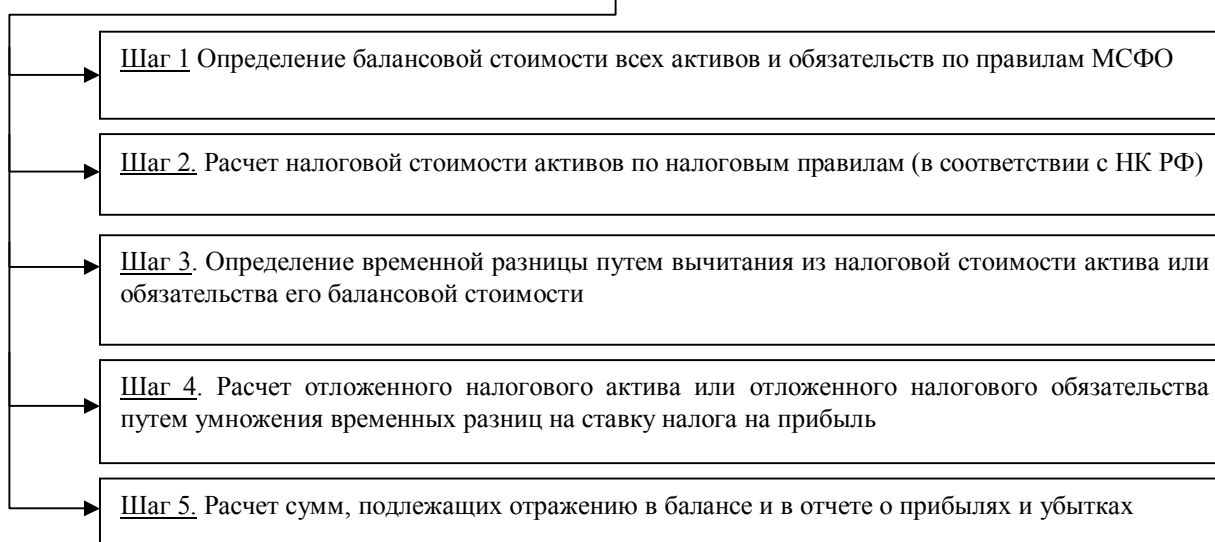 Шаг 1 Определение балансовой стоимости всех активов и обязательств по правилам МСФО
Шаг 2. Расчет налоговой стоимости активов по налоговым правилам (в соответствии с НК РФ)
Шаг 3. Определение временной разницы путем вычитания из налоговой стоимости актива или
обязательства его балансовой стоимости
Шаг 4. Расчет отложенного налогового актива или отложенного налогового обязательства
путем умножения временных разниц на ставку налога на прибыль
Шаг 5. Расчет сумм, подлежащих отражению в балансе и в отчете о прибылях и убытках